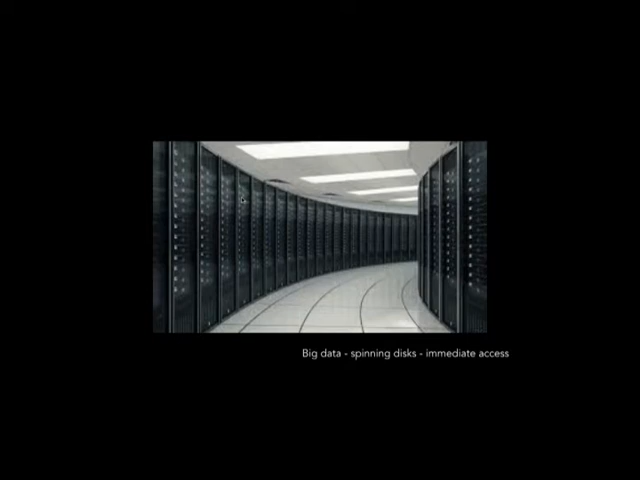 Big data - spinning disks - immediate access